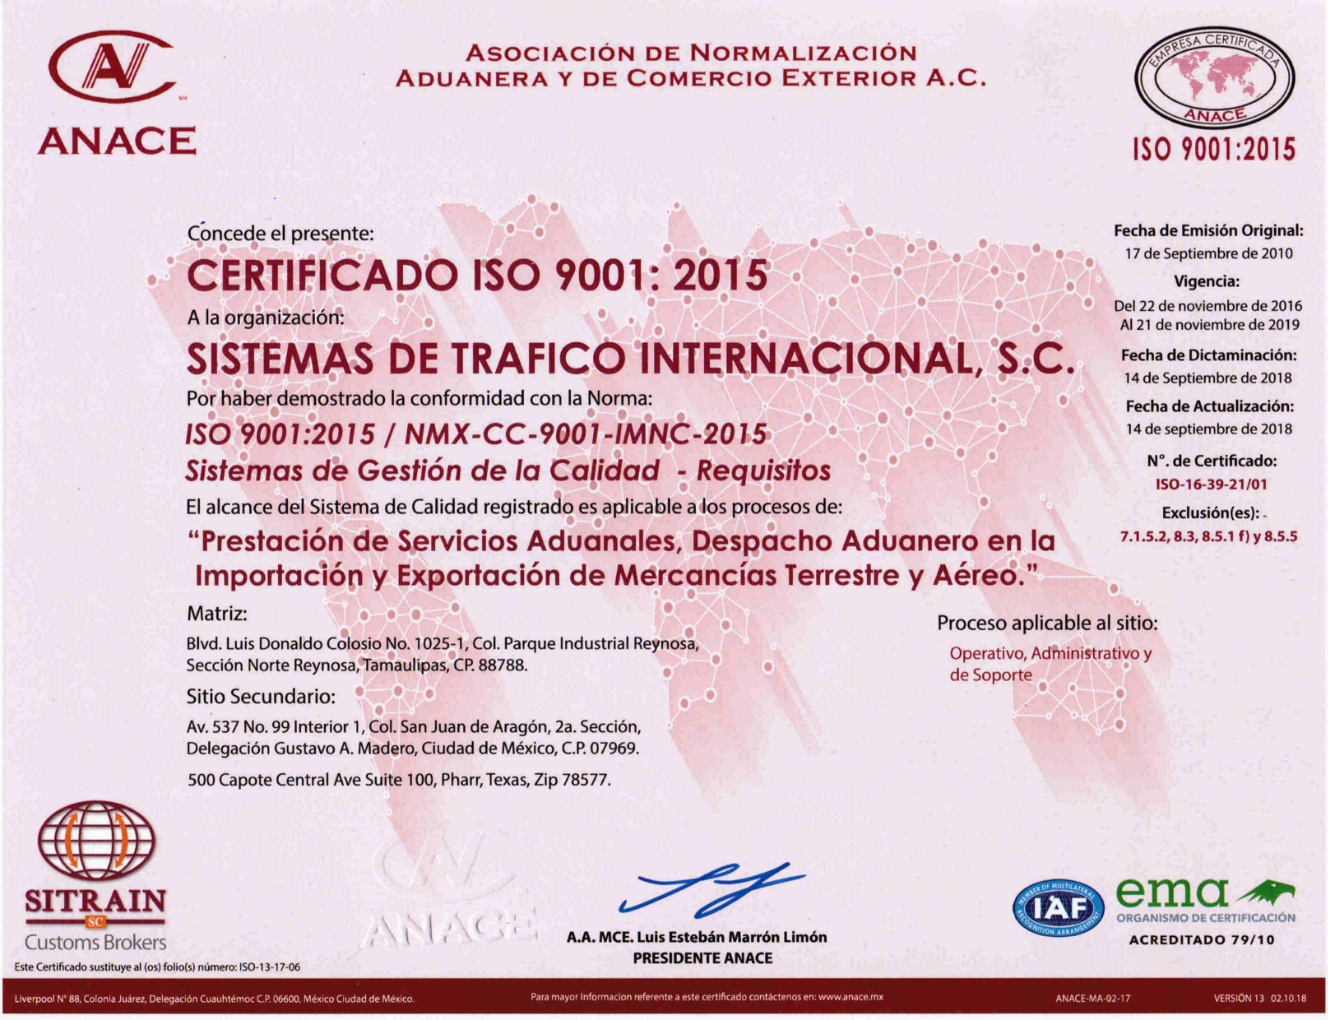 ANACE
ASOCIACIÓN DE NORMALIZACIÓN
ADUANERA Y DE COMERCIO EXTERIOR A.C.
EMPRESA CERTIFICADA
ANACE
ISO 9001:2015
Concede el presente:
CERTIFICADO ISO 9001: 2015
A la organización:
SISTEMAS DE TRAFICO INTERNACIONAL, S.C.
Por haber demostrado la conformidad con la Norma:
ISO 9001:2015 / NMX-CC-9001-IMNC-2015
Sistemas de Gestión de la Calidad - Requisitos
El alcance del Sistema de Calidad registrado es aplicable a los procesos de:
“Prestación de Servicios Aduanales, Despacho Aduanero en la
Importación y Exportación de Mercancías Terrestre y Aéreo.”
Matriz:
Blvd. Luis Donaldo Colosio No. 1025-1, Col. Parque Industrial Reynosa,
Sección Norte Reynosa, Tamaulipas, CP. 88788.
Sitio Secundario:
Av. 537 No. 99 Interior 1, Col. San Juan de Aragón, 2a. Sección,
Delegación Gustavo A. Madero, Ciudad de México, C.P. 07969.
500 Capote Central Ave Suite 100, Pharr, Texas, Zip 78577.
Fecha de Emisión Original:
17 de Septiembre de 2010
Vigencia:
Del 22 de noviembre de 2016
Al 21 de noviembre de 2019
Fecha de Dictaminación:
14 de Septiembre de 2018
Fecha de Actualización:
14 de septiembre de 2018
N°. de Certificado:
ISO-16-39-21/01
Exclusión(es): -
7.1.5.2, 8.3, 8.5.1 f) y 8.5.5
Proceso aplicable al sitio:
Operativo, Administrativo y
de Soporte
SITRAIN
SC
Customs Brokers
ANACE
A.A. MCE. Luis Estebán Marrón Limón
PRESIDENTE ANACE
MEMBER OF MULTILATERAL
IAF
RECOGNITION ARRANGEMENT
ema
ORGANISMO DE CERTIFICACIÓN
ACREDITADO 79/10
Este Certificado sustituye al (os) folio(s) número: ISO-13-17-06
Liverpool N° 88, Colonia Juárez, Delegación Cuauhtémoc C.P. 06600, México Ciudad de México.
Para mayor Informacion referente a este certificado contáctenos en: www.anace.mx
ANACE-MA-02-17
VERSIÓN 13 02.10.18